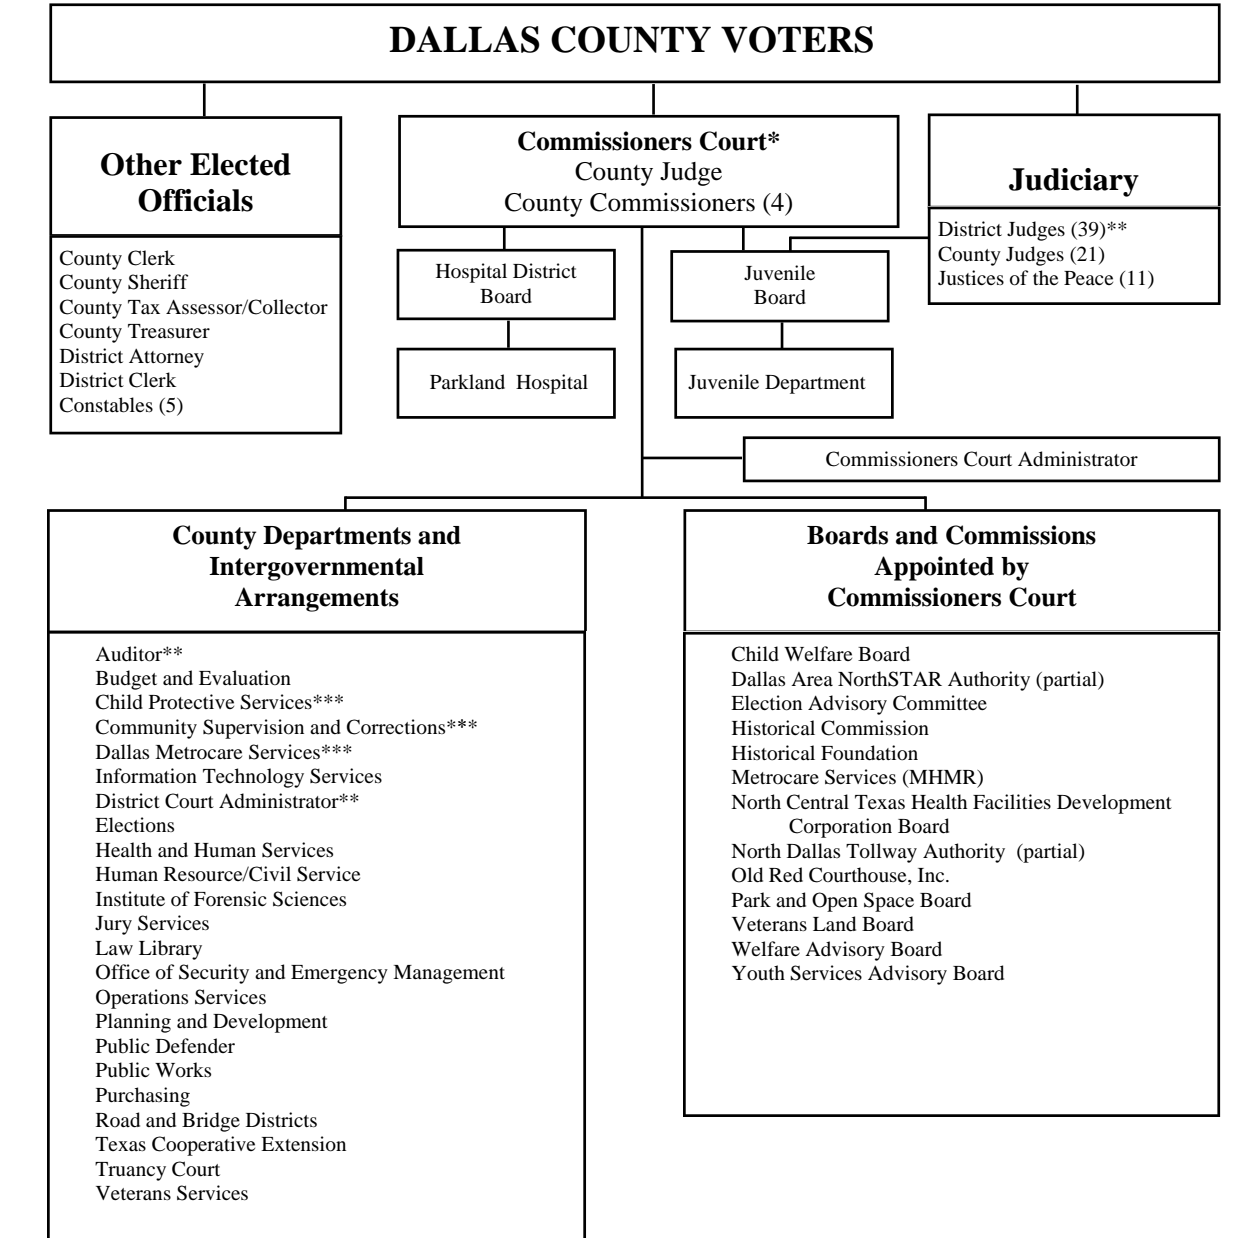 DALLAS COUNTY VOTERS
Other Elected
Officials
County Clerk
County Sheriff
County Tax Assessor/Collector
County Treasurer
District Attorney
District Clerk
Constables (5)
Commissioners Court*
County Judge
County Commissioners (4)
Judiciary
District Judges (39)**
County Judges (21)
Justices of the Peace (11)
Hospital District
Board
Juvenile
Board
Parkland Hospital
Juvenile Department
Commissioners Court Administrator
County Departments and
Intergovernmental
Arrangements
Auditor**
Budget and Evaluation
Child Protective Services***
Community Supervision and Corrections***
Dallas Metrocare Services***
Information Technology Services
District Court Administrator**
Elections
Health and Human Services
Human Resource/Civil Service
Institute of Forensic Sciences
Jury Services
Law Library
Office of Security and Emergency Management
Operations Services
Planning and Development
Public Defender
Public Works
Purchasing
Road and Bridge Districts
Texas Cooperative Extension
Truancy Court
Veterans Services
Boards and Commissions
Appointed by
Commissioners Court
Child Welfare Board
Dallas Area NorthSTAR Authority (partial)
Election Advisory Committee
Historical Commission
Historical Foundation
Metrocare Services (MHMR)
North Central Texas Health Facilities Development
Corporation Board
North Dallas Tollway Authority (partial)
Old Red Courthouse, Inc.
Park and Open Space Board
Veterans Land Board
Welfare Advisory Board
Youth Services Advisory Board